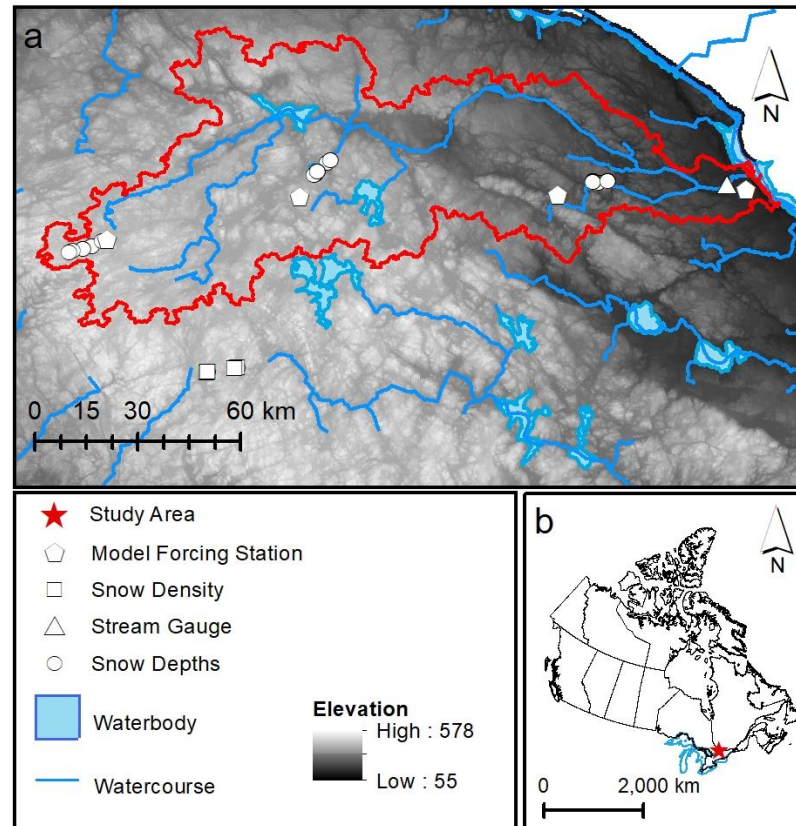 a
N
0 15 30 60 km
Study Area
Model Forcing Station
Snow Density
Stream Gauge
Snow Depths
Waterbody
Watercourse
Elevation
High : 578
Low : 55
b
N
0 2,000 km